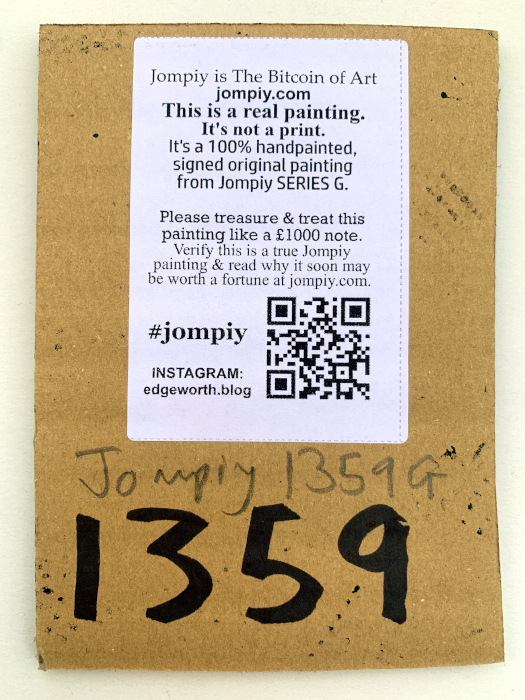 Jompiy is The Bitcoin of Art
jompiy.com
This is a real painting.
It's not a print.
It's a 100% handpainted,
signed original painting
from Jompiy SERIES G.
Please treasure & treat this
painting like a £1000 note.
Verify this is a true Jompiy
painting & read why it soon may
be worth a fortune at jompiy.com.
#jompiy
INSTAGRAM:
edgeworth.blog
Jompiy 1359G
1359